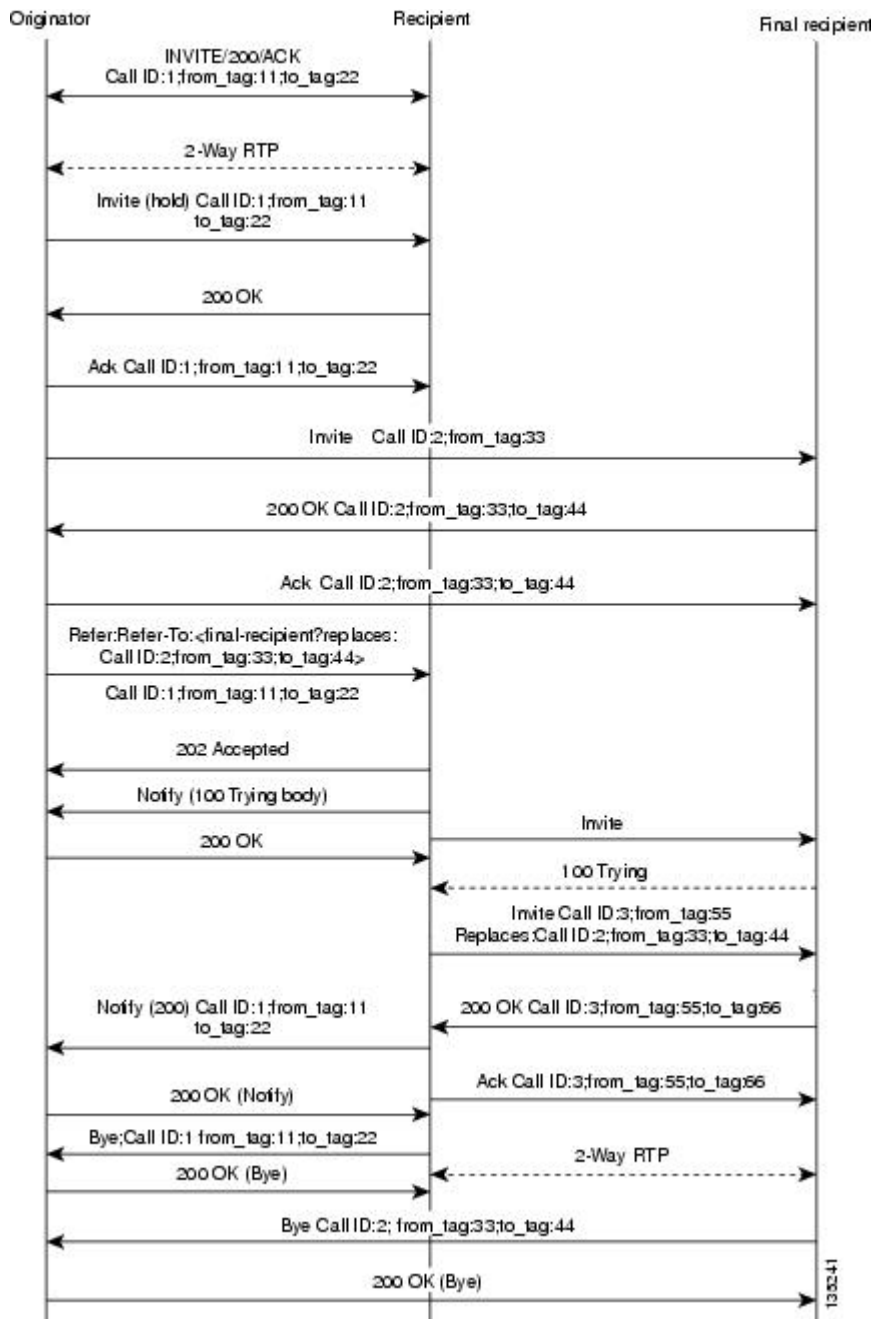 Originator
Recipient
Final recipient
INVITE/200/ACK
Call ID:1;from_tag:11;to_tag:22
2-Way RTP
Invite (hold) Call ID:1;from_tag:11
to_tag:22
200 OK
Ack Call ID:1;from_tag:11;to_tag:22
Invite Call ID:2;from_tag:33
200 OK Call ID:2;from_tag:33;to_tag:44
Ack Call ID:2;from_tag:33;to_tag:44
Refer:Refer-To:<final-recipient?replaces:
Call ID:2;from_tag:33;to_tag:44>
Call ID:1;from_tag:11;to_tag:22
202 Accepted
Notify (100 Trying body)
Invite
200 OK
100 Trying
Invite Call ID:3;from_tag:55
Replaces:Call ID:2;from_tag:33;to_tag:44
Notify (200) Call ID:1;from_tag:11
to_tag:22
200 OK Call ID:3;from_tag:55;to_tag:66
Ack Call ID:3;from_tag:55;to_tag:66
200 OK (Notify)
Bye;Call ID:1 from_tag:11;to_tag:22
2-Way RTP
200 OK (Bye)
Bye Call ID:2; from_tag:33;to_tag:44
200 OK (Bye)
135241